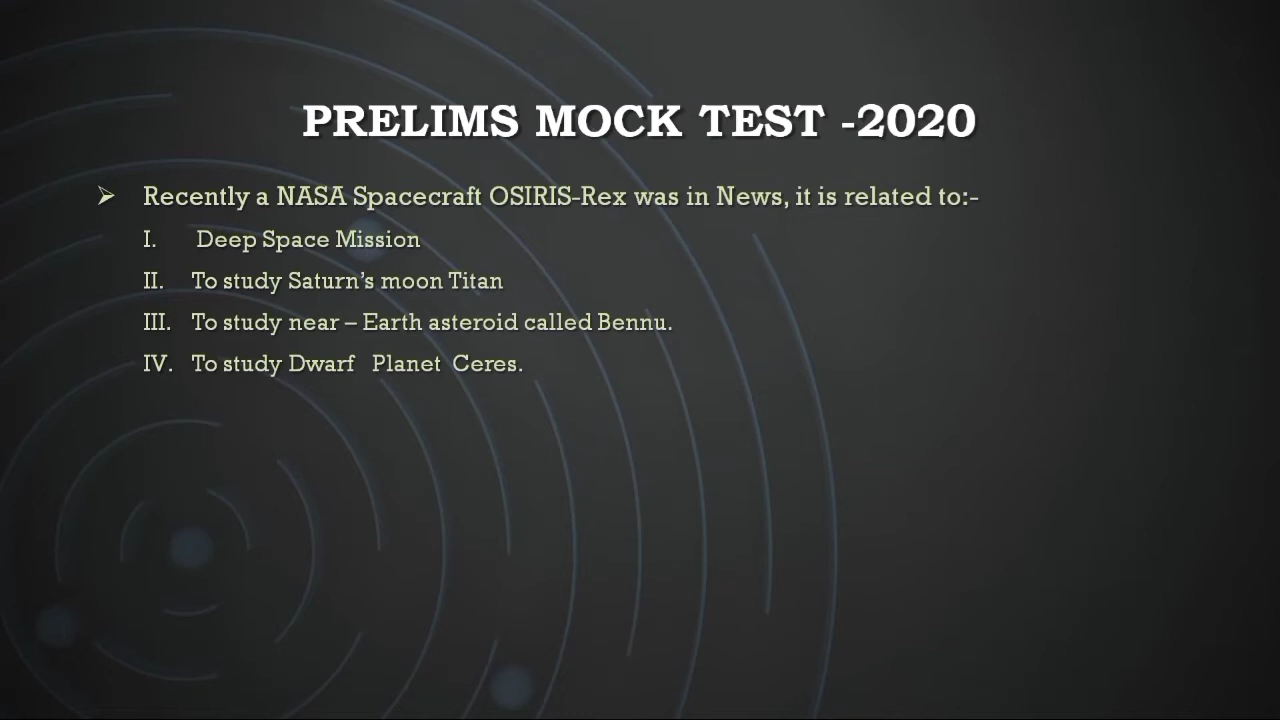 PRELIMS MOCK TEST -2020
➢ Recently a NASA Spacecraft OSIRIS-Rex was in News, it is related to:-
I. Deep Space Mission
II. To study Saturn's moon Titan
III. To study near – Earth asteroid called Bennu.
IV. To study Dwarf Planet Ceres.